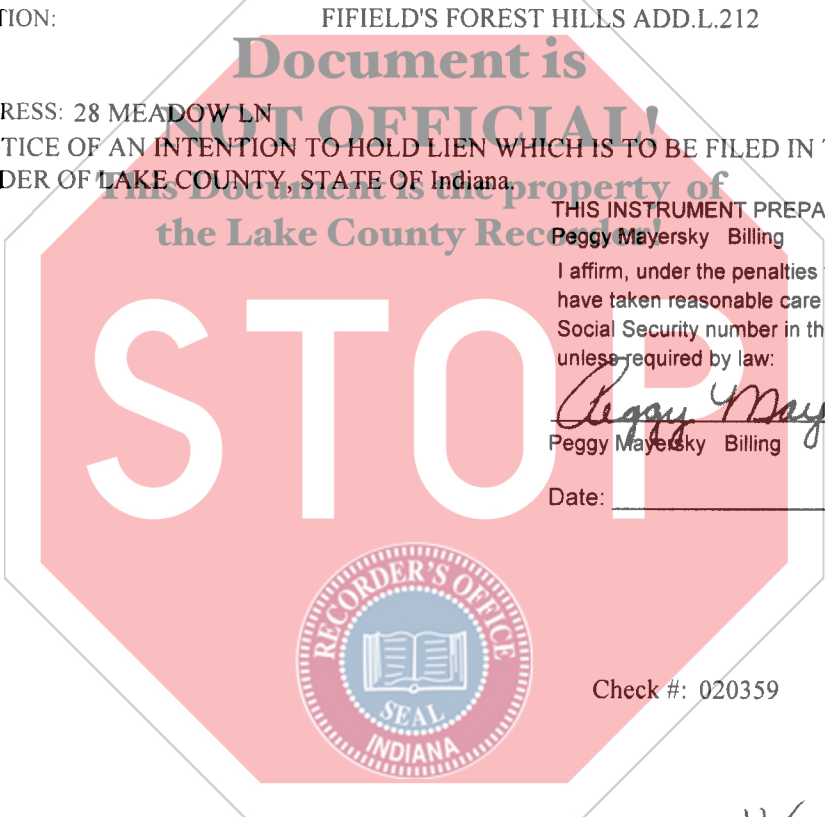 TION: FIFIELD'S FOREST HILLS ADD.L.212
Document is
RESS: 28 MEADOW LN
NOT OFFICIAL!
TICE OF AN INTENTION TO HOLD LIEN WHICH IS TO BE FILED IN
DER OF LAKE COUNTY, STATE OF Indiana.
This Document is the property of
the Lake County Recorder!
THIS INSTRUMENT PREPA
Peggy Mayersky Billing
I affirm, under the penalties
have taken reasonable care
Social Security number in th
unless required by law:
STOP
Peggy May
Peggy Mayersky Billing
Date:
RECORDER'S OFFICE
SEAL
INDIANA
Check #: 020359